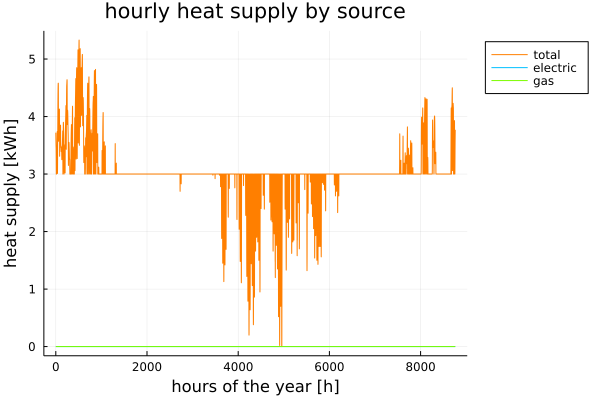 hourly heat supply by source
total
electric
gas
5
4
3
2
1
0
heat supply [kWh]
0 2000 4000 6000 8000
hours of the year [h]